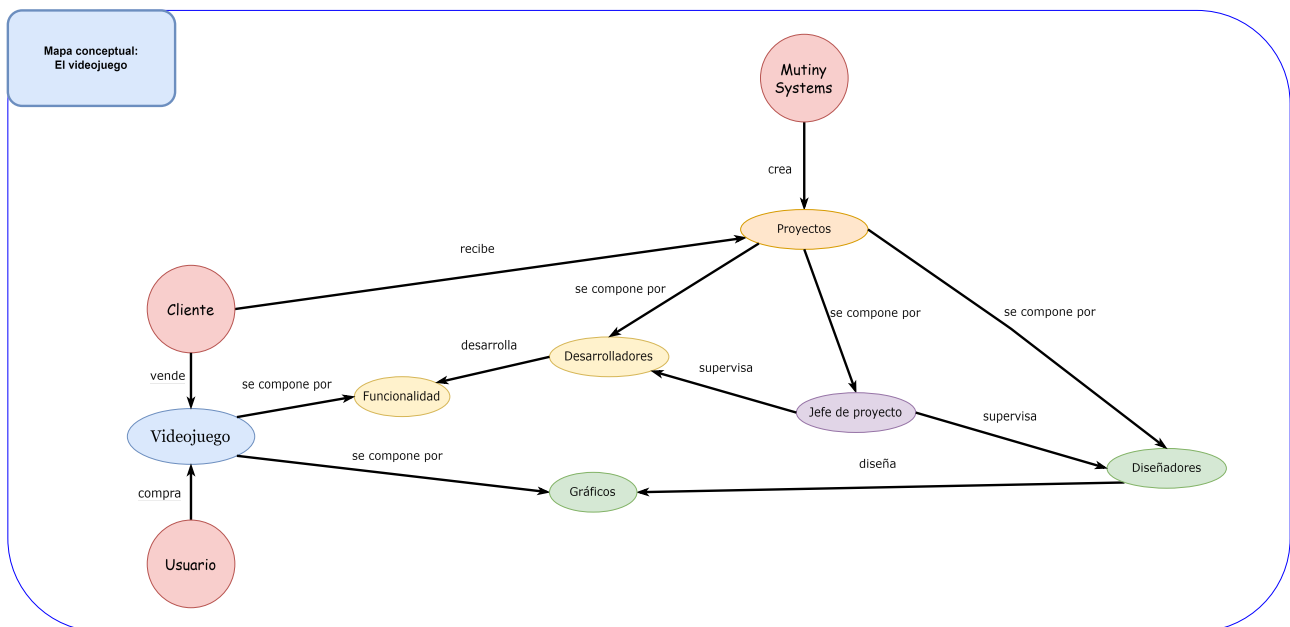 Mapa conceptual:
El videojuego
Mutiny
Systems
crea
Proyectos
recibe
se compone por
se compone por
se compone por
Cliente
desarrolla
Desarrolladores
supervisa
vende
se compone por
Funcionalidad
Jefe de proyecto
supervisa
Videojuego
se compone por
diseña
Diseñadores
compra
Gráficos
Usuario